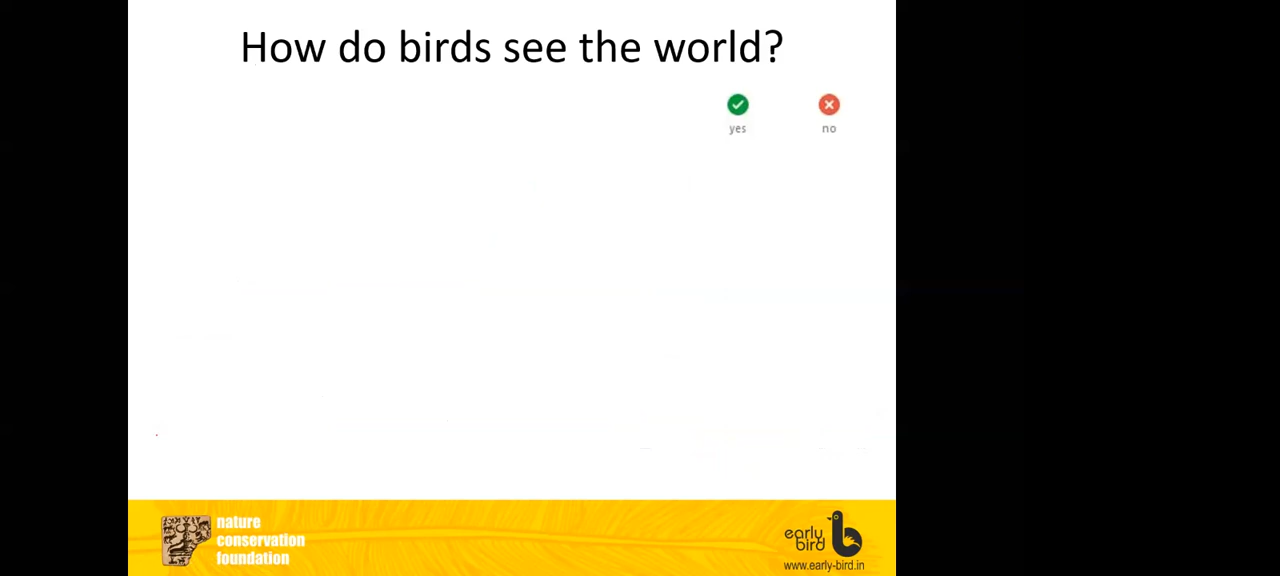 How do birds see the world?
yes
no
nature
conservation
foundation
early
bird
www.early-bird.in